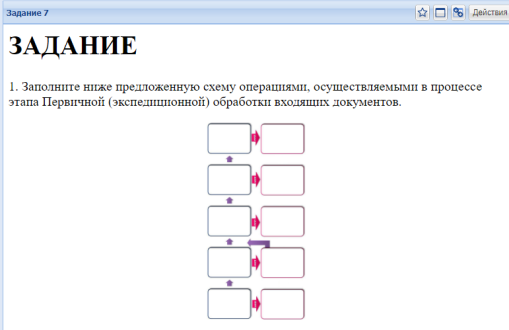 Задание 7
Действия
ЗАДАНИЕ
1. Заполните ниже предложенную схему операциями, осуществляемыми в процессе
этапа Первичной (экспедиционной) обработки входящих документов.